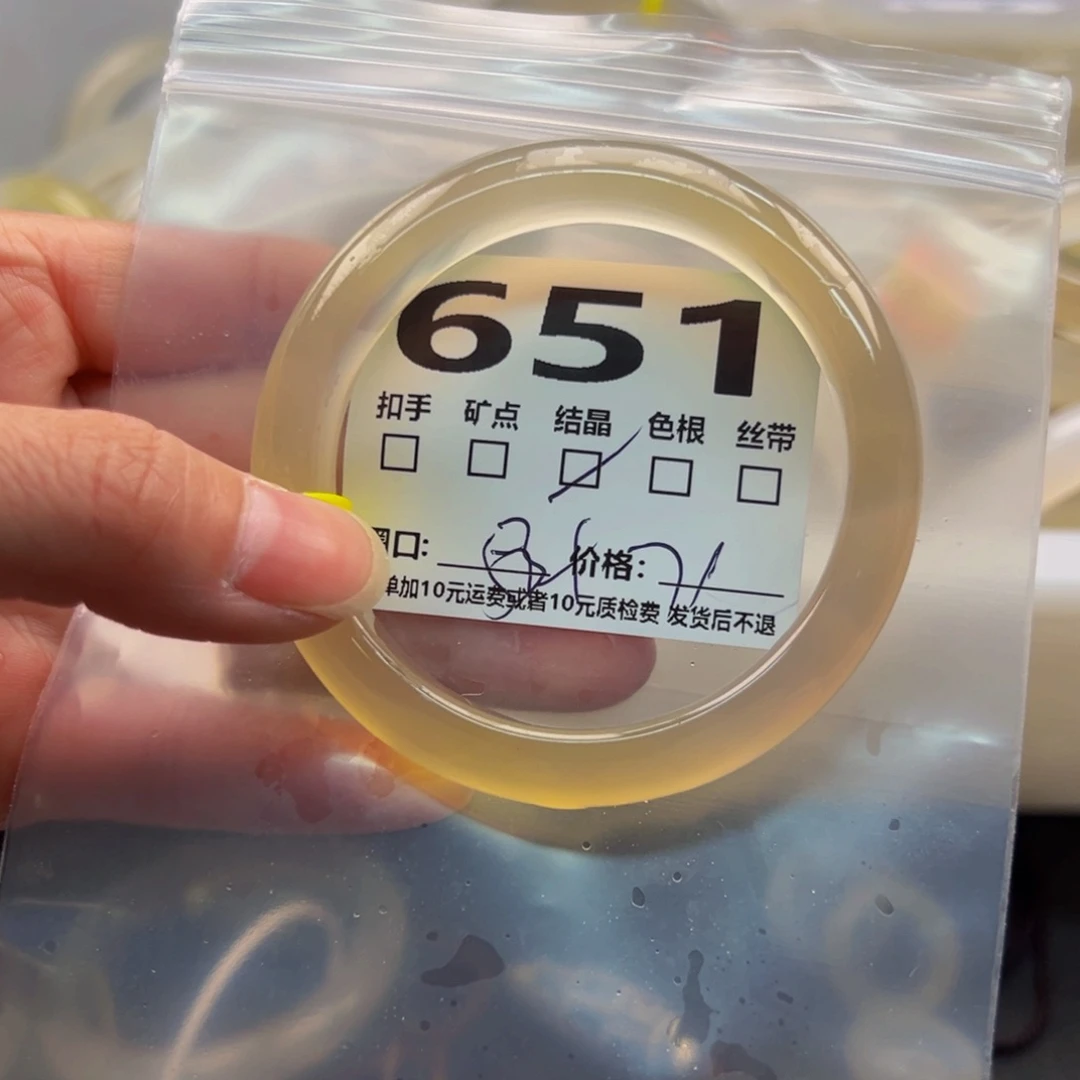 651
扣手 矿点 结晶 色根 丝带
圈口: 价格:
单加10元运费或者10元质检费 发货后不退